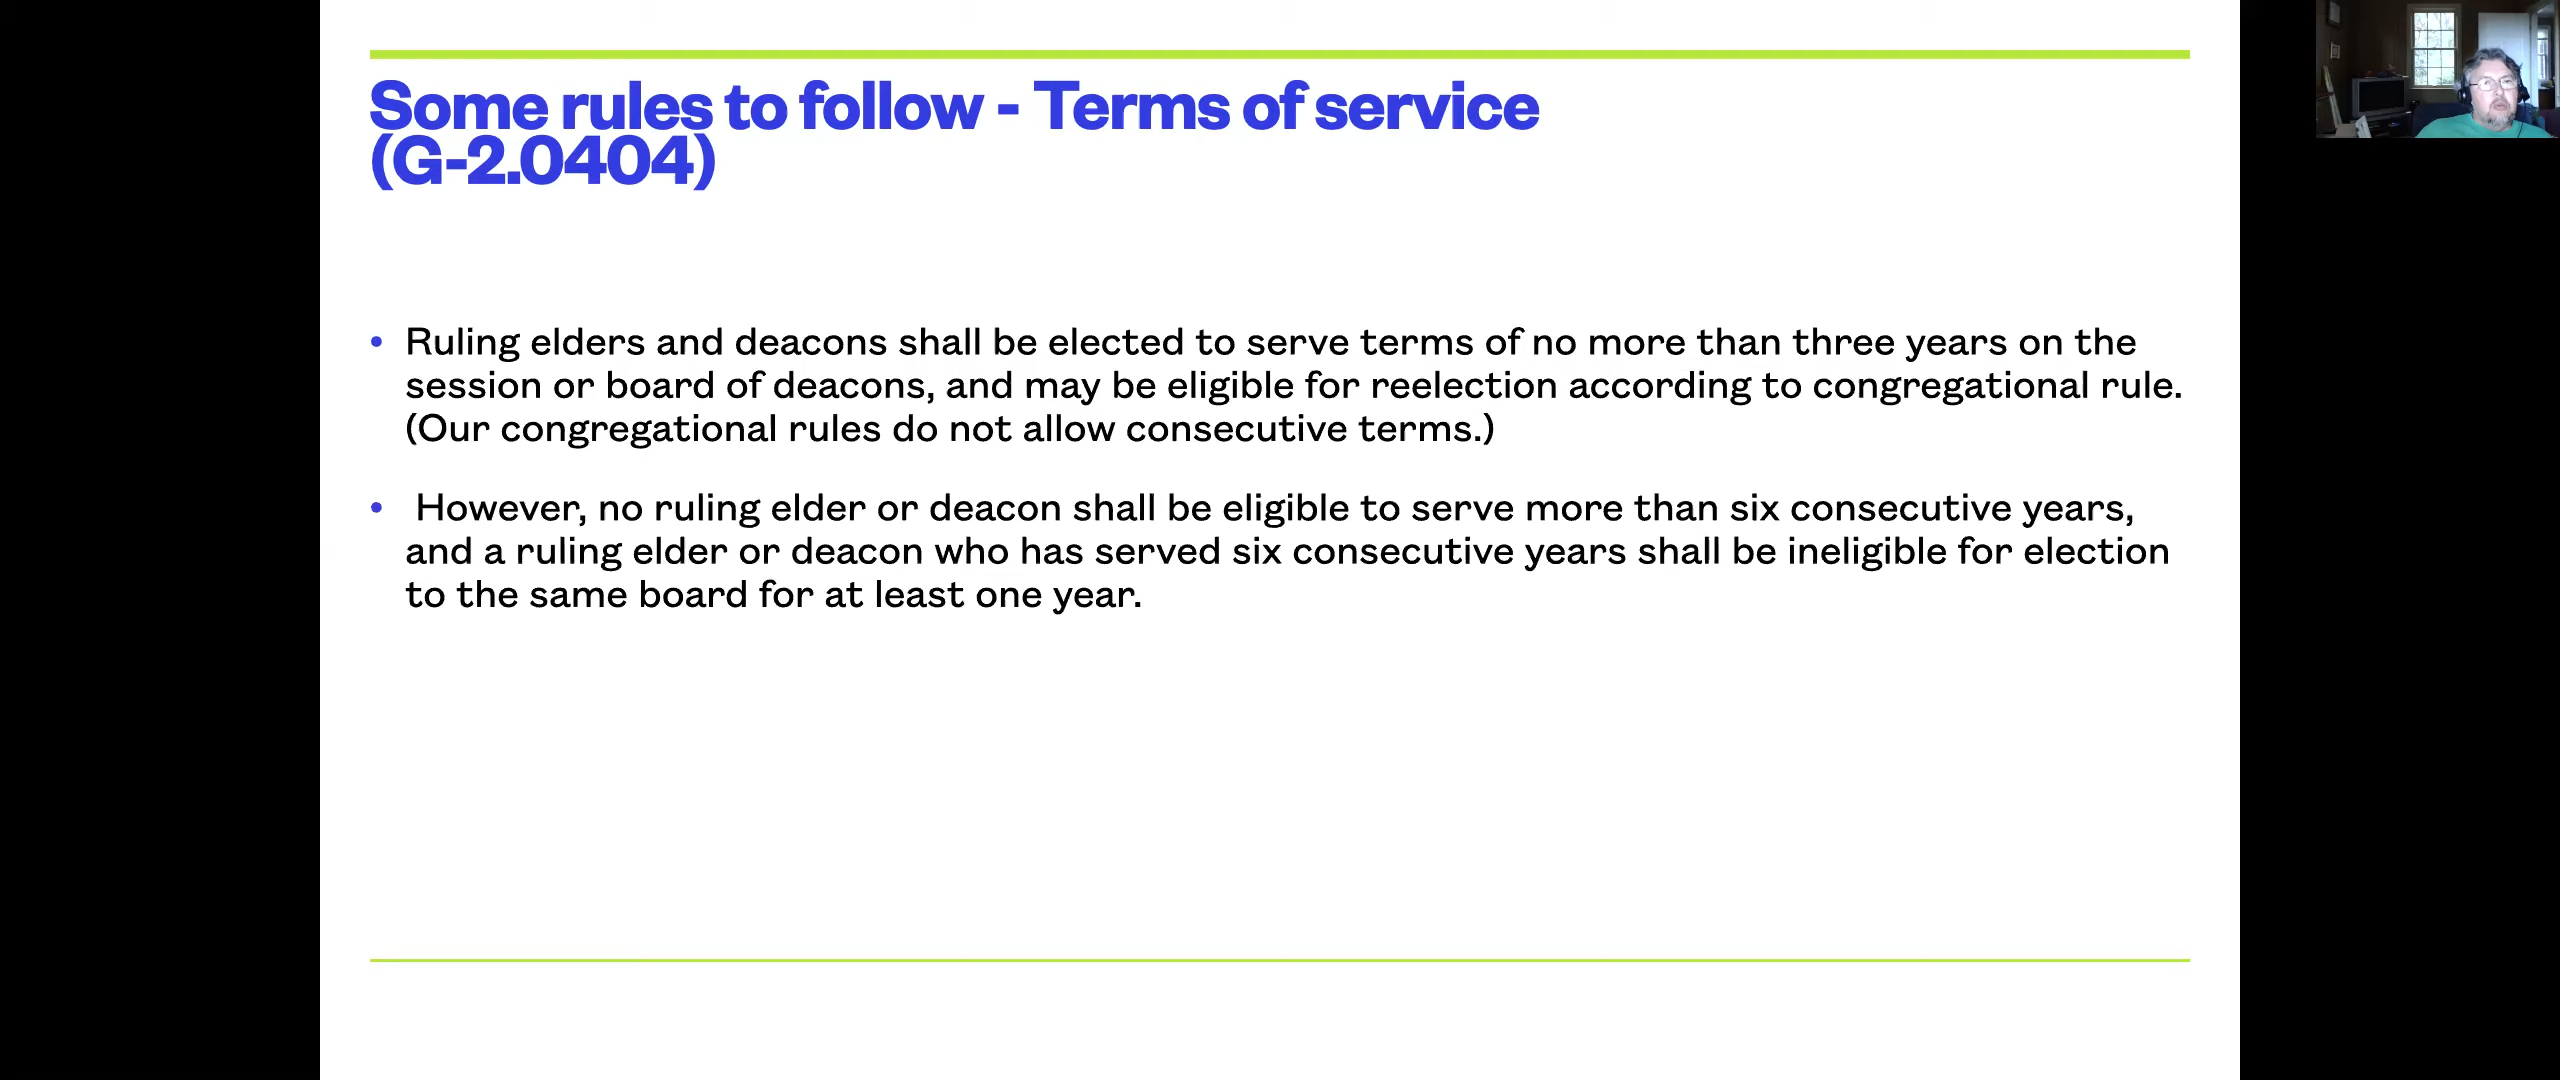 Some rules to follow - Terms of service
(G-2.0404)
• Ruling elders and deacons shall be elected to serve terms of no more than three years on the
session or board of deacons, and may be eligible for reelection according to congregational rule.
(Our congregational rules do not allow consecutive terms.)
• However, no ruling elder or deacon shall be eligible to serve more than six consecutive years,
and a ruling elder or deacon who has served six consecutive years shall be ineligible for election
to the same board for at least one year.